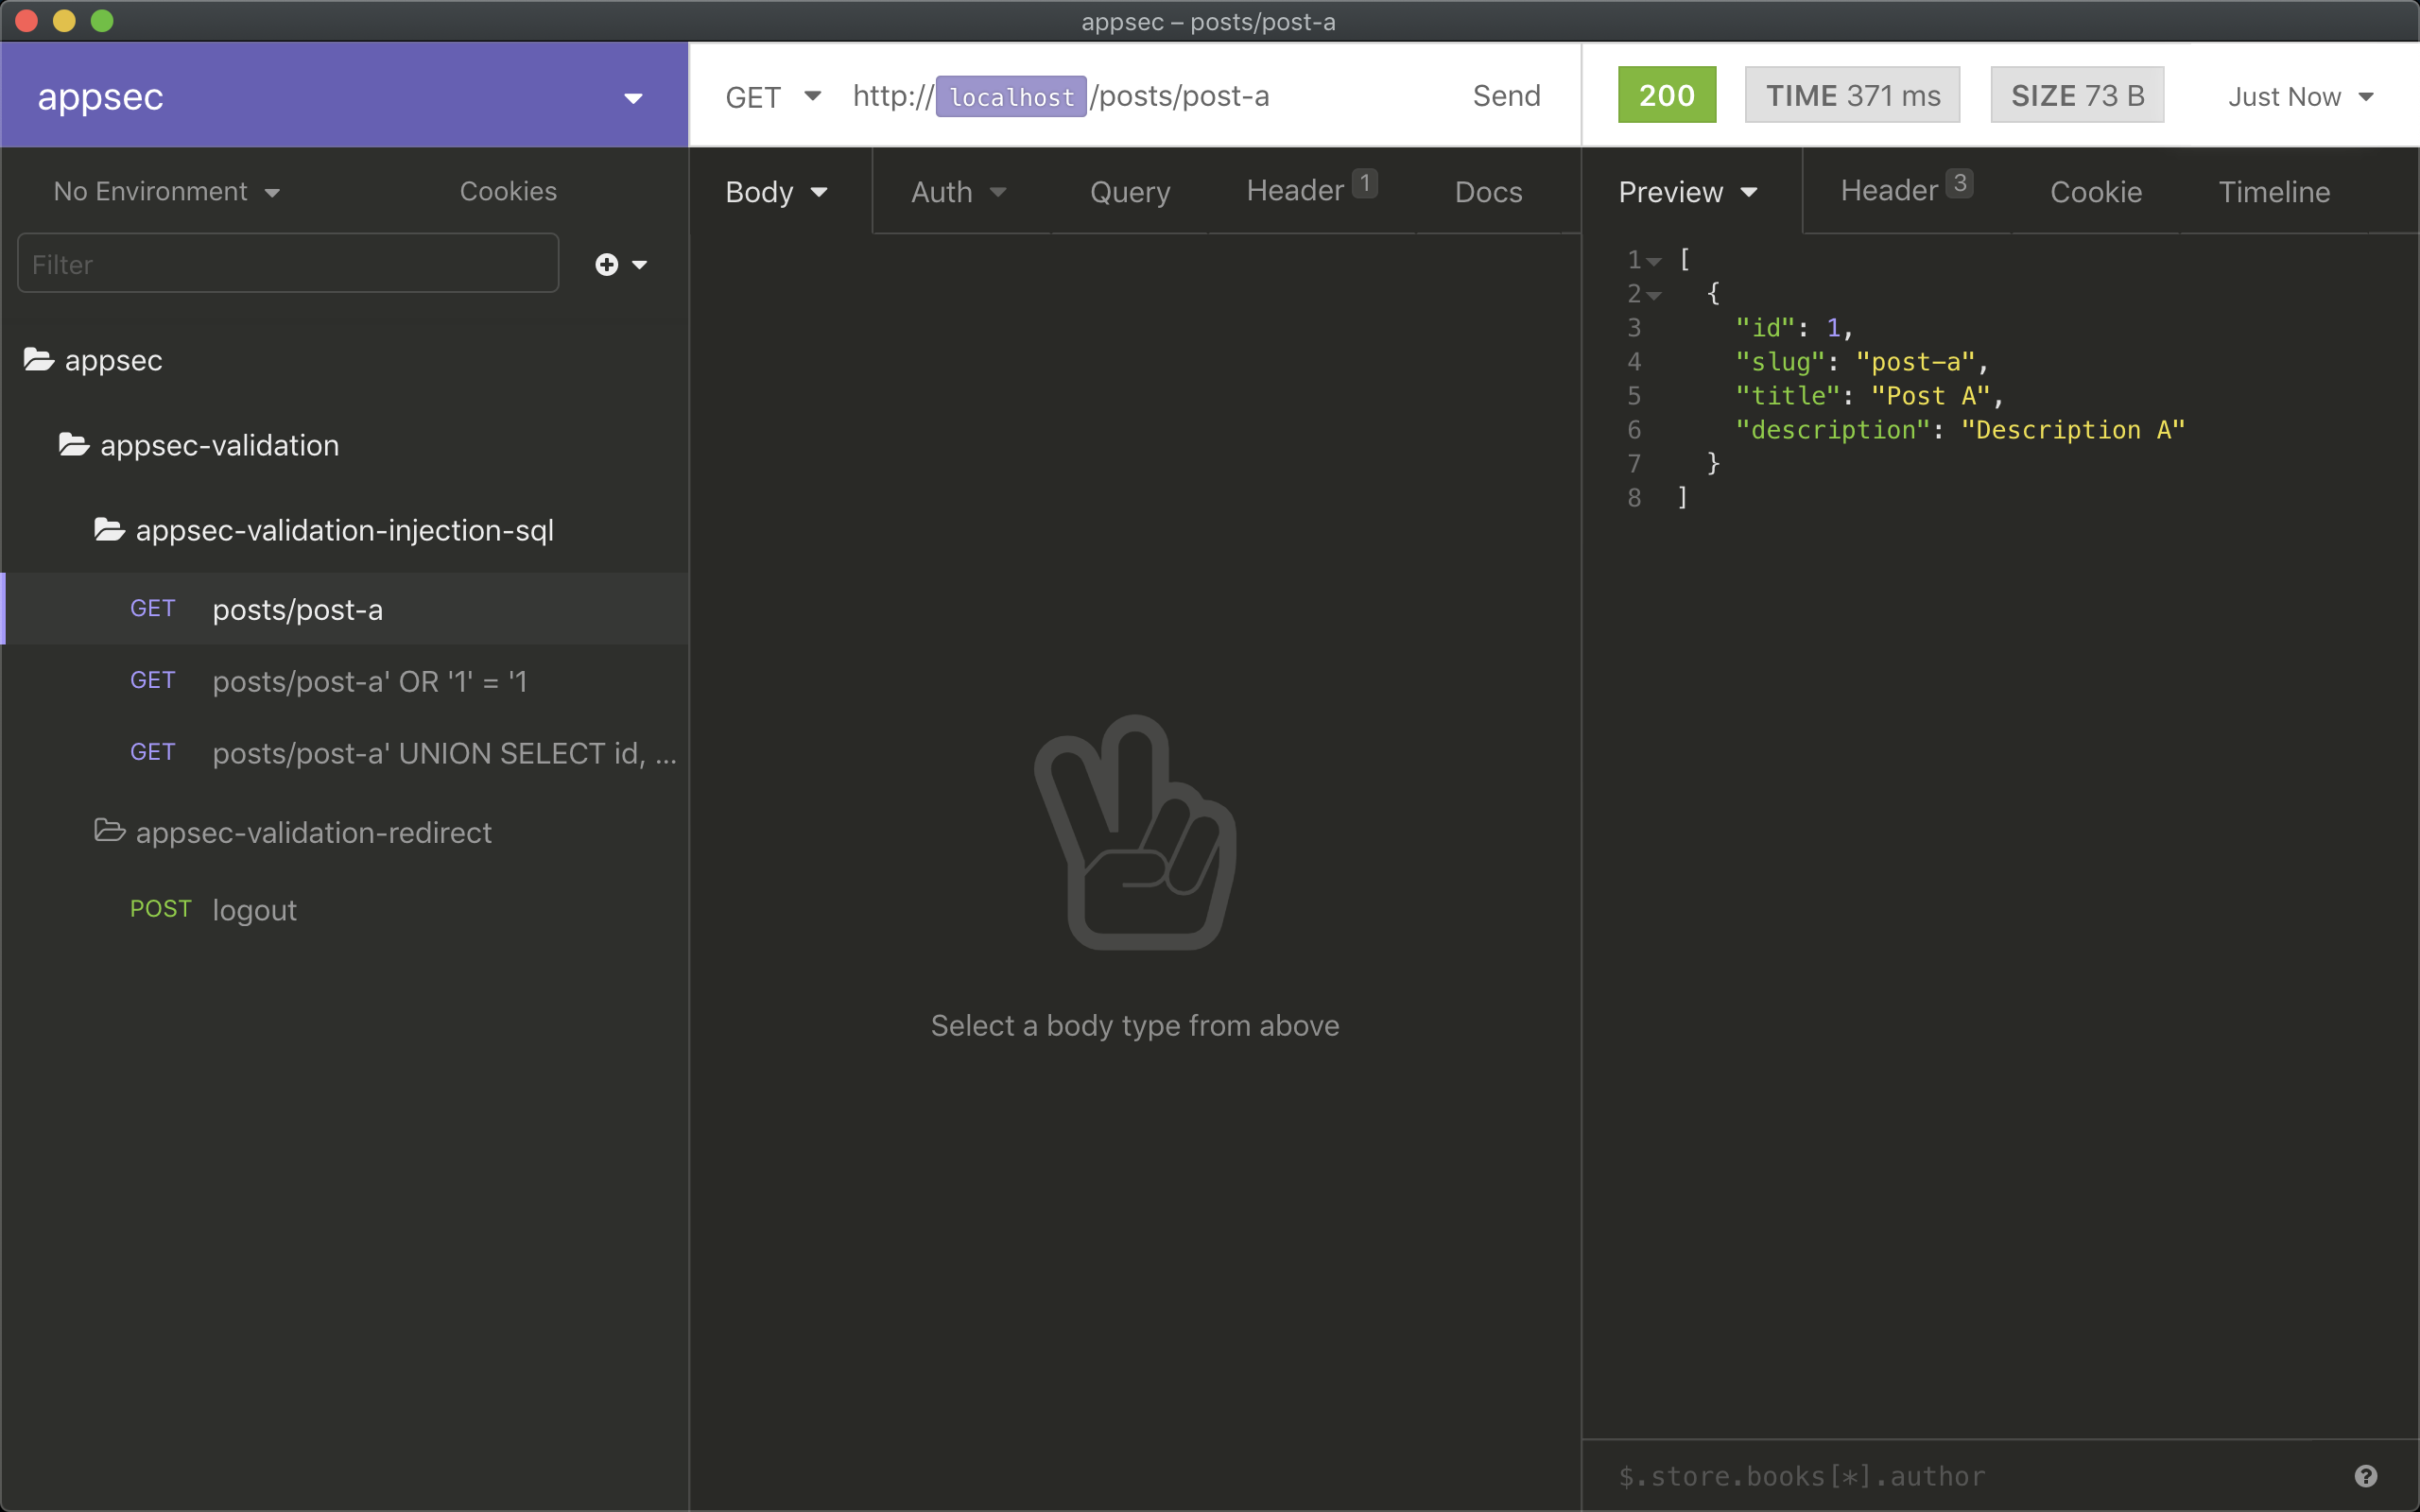 appsec – posts/post-a
appsec
GET http://localhost/posts/post-a Send
200 TIME 371 ms SIZE 73 B Just Now
No Environment Cookies
Filter
appsec
appsec-validation
appsec-validation-injection-sql
GET posts/post-a
GET posts/post-a' OR '1' = '1
GET posts/post-a' UNION SELECT id, ...
appsec-validation-redirect
POST logout
Body Auth Query Header 1 Docs
Select a body type from above
Preview Header 3 Cookie Timeline
1 [
2 {
3 "id": 1,
4 "slug": "post-a",
5 "title": "Post A",
6 "description": "Description A"
7 }
8 ]
$.store.books[*].author ?